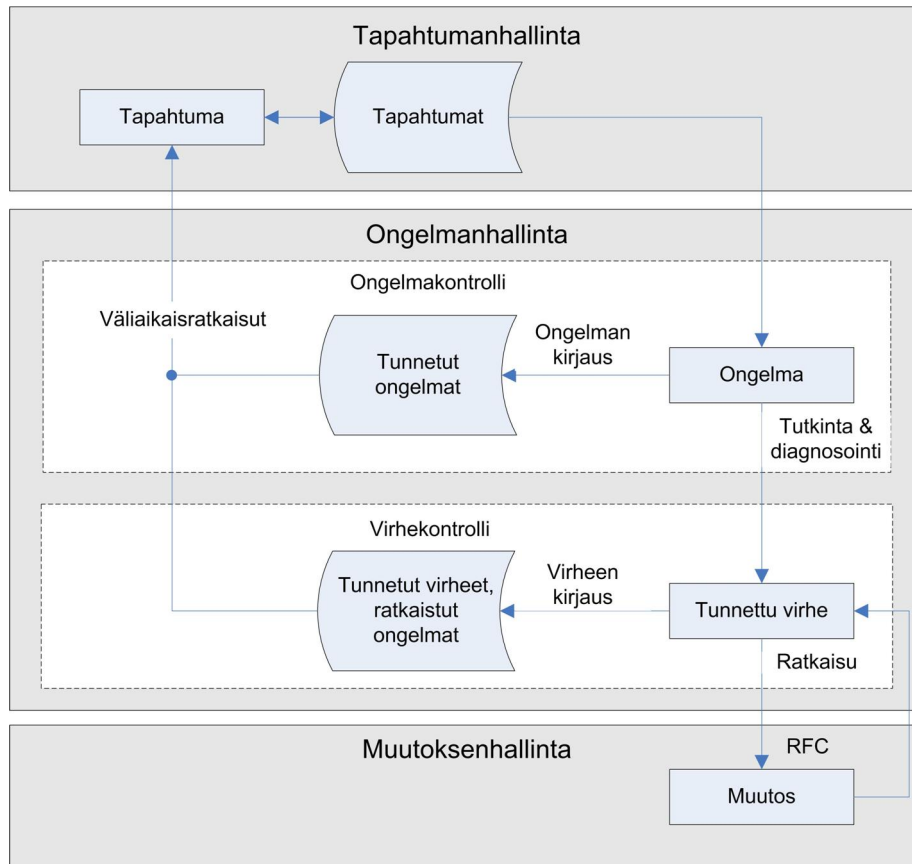 Tapahtumanhallinta
Tapahtuma
Tapahtumat
Ongelmanhallinta
Ongelmakontrolli
Väliaikaisratkaisut
Tunnetut
ongelmat
Ongelman
kirjaus
Ongelma
Tutkinta &
diagnosointi
Virhekontrolli
Tunnetut virheet,
ratkaistut
ongelmat
Virheen
kirjaus
Tunnettu virhe
Ratkaisu
Muutoksenhallinta
RFC
Muutos